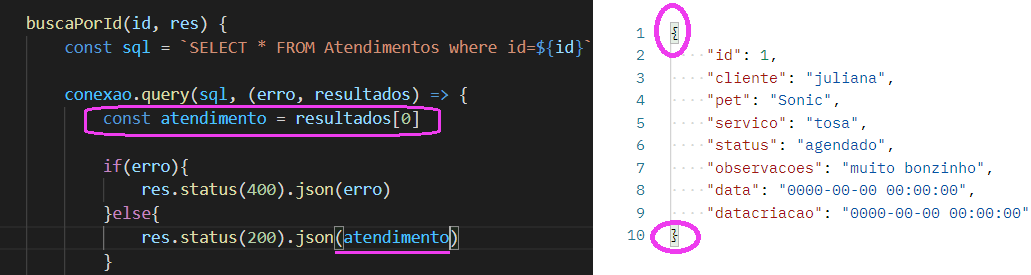 buscaPorId(id, res) {
const sql = `SELECT * FROM Atendimentos where id=${id}`
conexao.query(sql, (erro, resultados) => {
const atendimento = resultados[0]
if(erro){
res.status(400).json(erro)
}else{
res.status(200).json(atendimento)
}
1 {
2 "id": 1,
3 "cliente": "juliana",
4 "pet": "Sonic",
5 "servico": "tosa",
6 "status": "agendado",
7 "observacoes": "muito bonzinho",
8 "data": "0000-00-00 00:00:00",
9 "datacriacao": "0000-00-00 00:00:00"
10 }